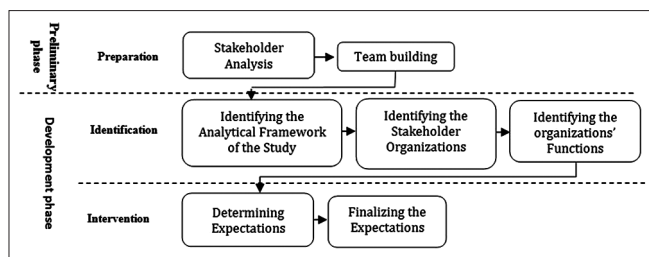 Preliminary
phase
Preparation
Stakeholder
Analysis
Team building
Development phase
Identification
Identifying the
Analytical Framework
of the Study
Identifying the
Stakeholder
Organizations
Identifying the
organizations'
Functions
Intervention
Determining
Expectations
Finalizing the
Expectations